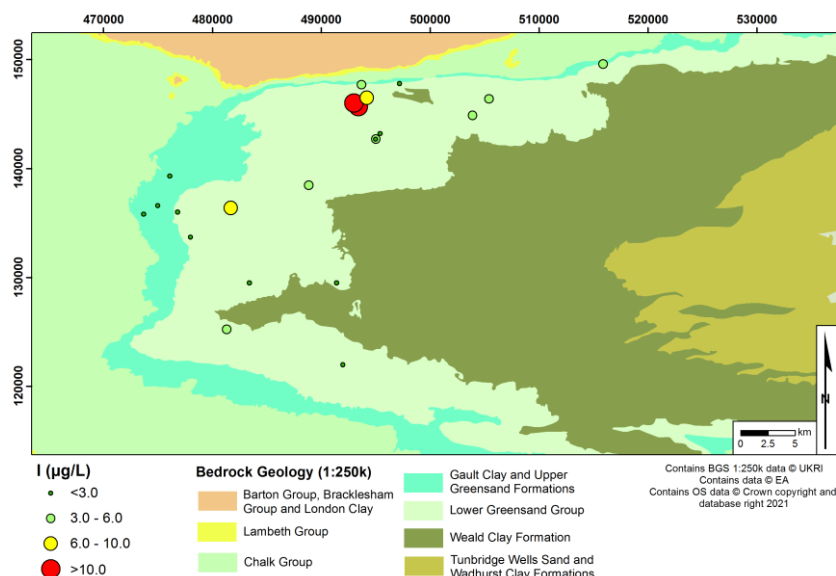 470000 480000 490000 500000 510000 520000 530000
150000
140000
130000
120000
N
km
0 2.5 5
I (µg/L)
<3.0
3.0 - 6.0
6.0 - 10.0
>10.0
Bedrock Geology (1:250k)
Barton Group, Bracklesham
Group and London Clay
Lambeth Group
Chalk Group
Gault Clay and Upper
Greensand Formations
Lower Greensand Group
Weald Clay Formation
Tunbridge Wells Sand and
Wadhurst Clay Formations
Contains BGS 1:250k data © UKRI
Contains data © EA
Contains OS data © Crown copyright and
database right 2021